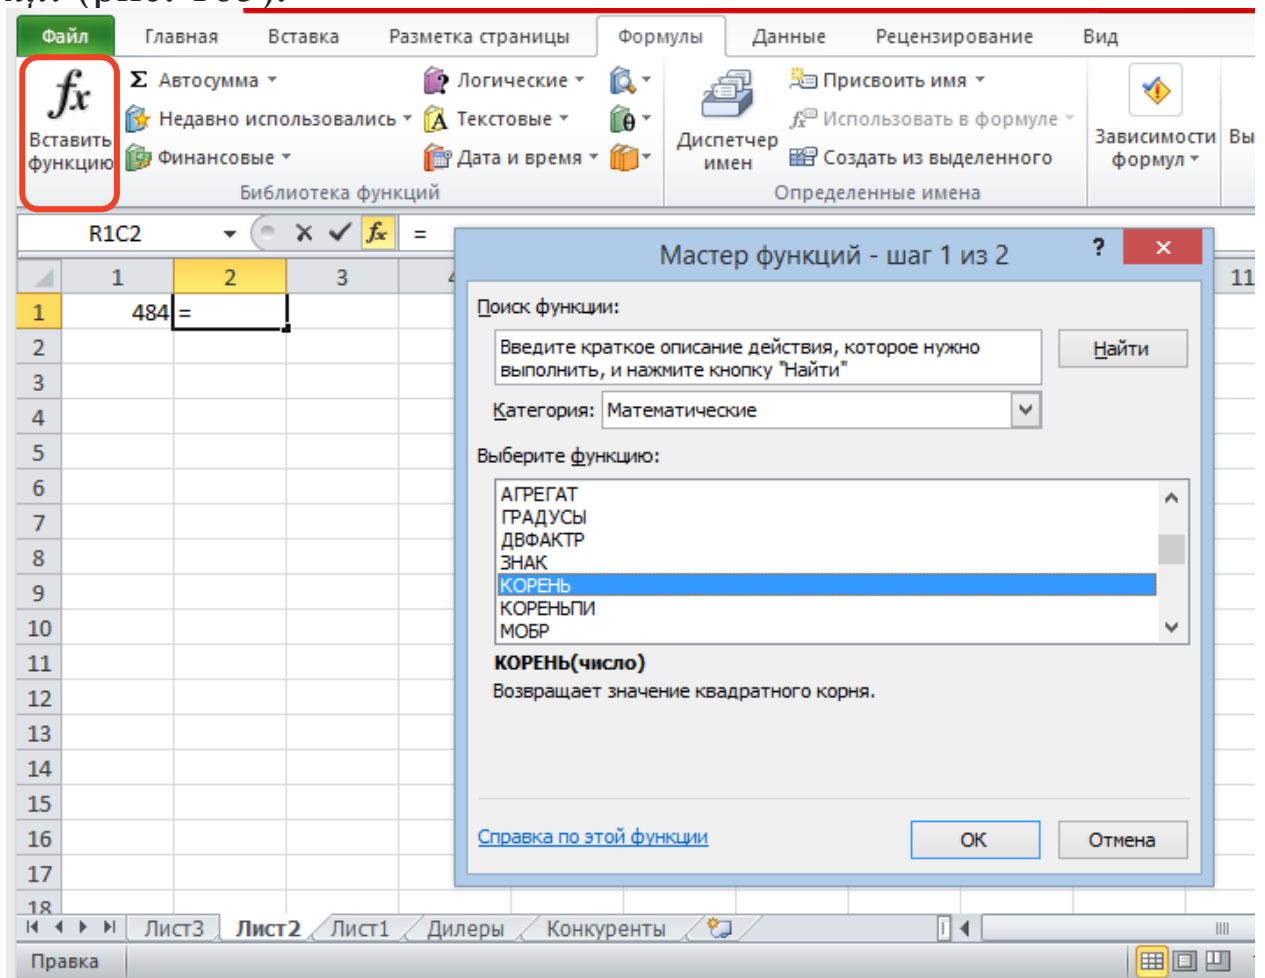 Файл Главная Вставка Разметка страницы Формулы Данные Рецензирование Вид
fx Вставить функцию
Σ Автосумма
Недавно использовались
Финансовые
Логические
Текстовые
Дата и время
θ
Библиотека функций
Диспетчер имен
Присвоить имя
Использовать в формуле
Создать из выделенного
Определенные имена
Зависимости формул
Вы
R1C2 fx =
1 2 3 11
1 484 =
2
3
4
5
6
7
8
9
10
11
12
13
14
15
16
17
18
Мастер функций - шаг 1 из 2 ?
Поиск функции:
Введите краткое описание действия, которое нужно
выполнить, и нажмите кнопку "Найти"
Найти
Категория: Математические
Выберите функцию:
АГРЕГАТ
ГРАДУСЫ
ДВФАКТР
ЗНАК
КОРЕНЬ
КОРЕНЬПИ
МОБР
КОРЕНЬ(число)
Возвращает значение квадратного корня.
Справка по этой функции OK Отмена
Лист3 Лист2 Лист1 Дилеры Конкуренты
Правка